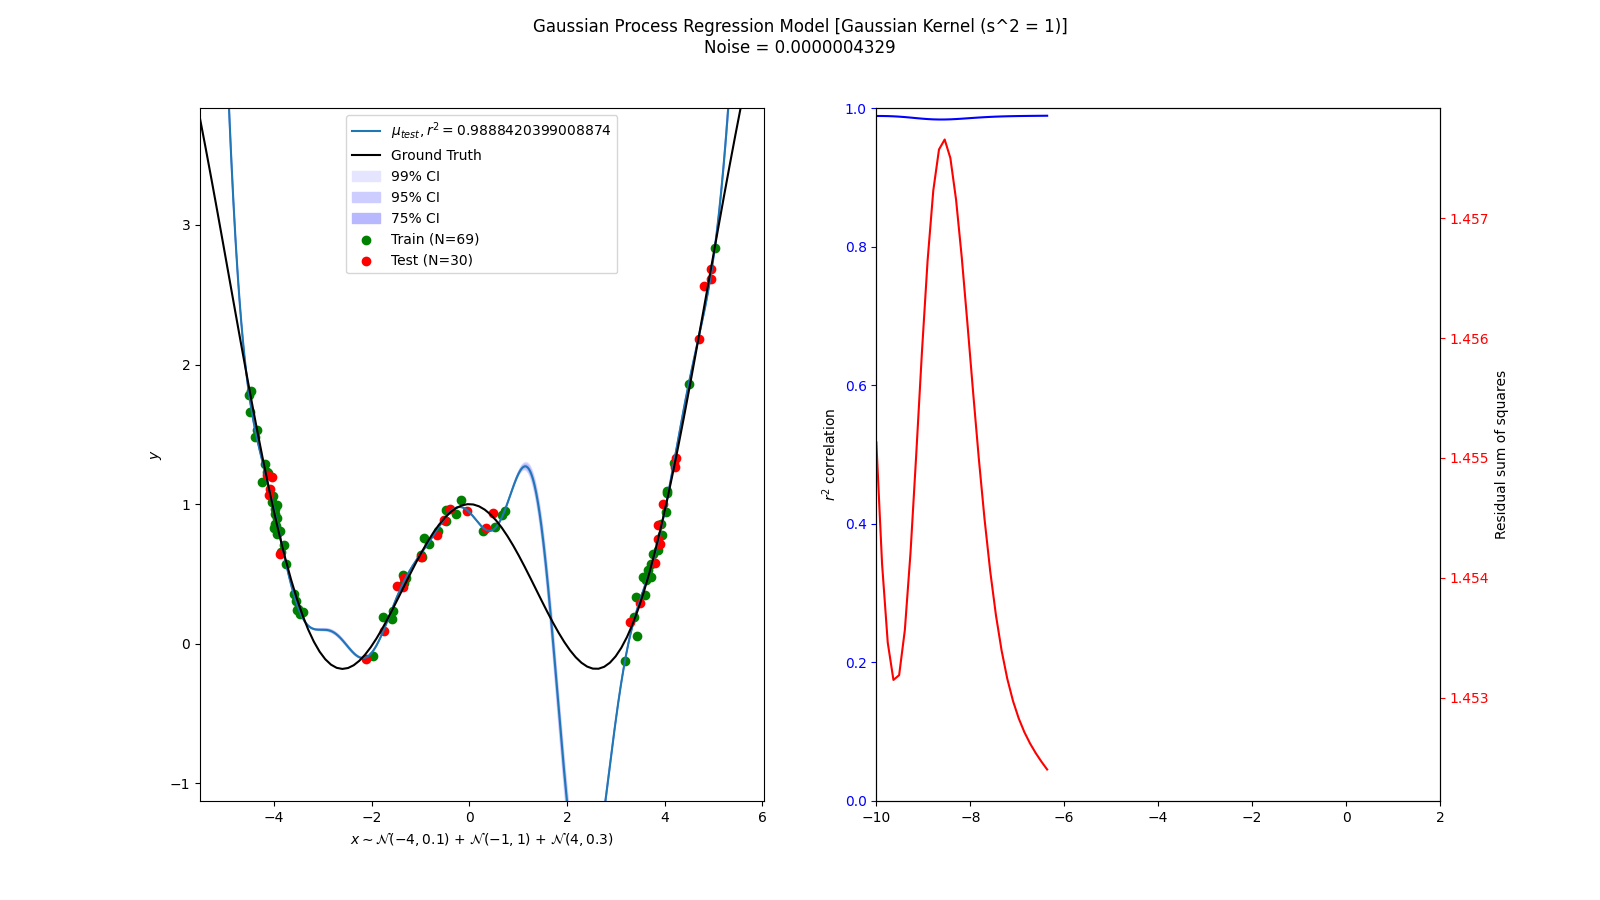 Gaussian Process Regression Model [Gaussian Kernel (s^2 = 1)]
Noise = 0.0000004329
μtest, r² = 0.9888420399008874
Ground Truth
99% CI
95% CI
75% CI
Train (N=69)
Test (N=30)
3
2
1
0
−1
y
−4 −2 0 2 4 6
x ∼ 𝒩(−4, 0.1) + 𝒩(−1, 1) + 𝒩(4, 0.3)
1.0
0.8
0.6
0.4
0.2
0.0
r² correlation
−10 −8 −6 −4 −2 0 2
1.457
1.456
1.455
1.454
1.453
Residual sum of squares